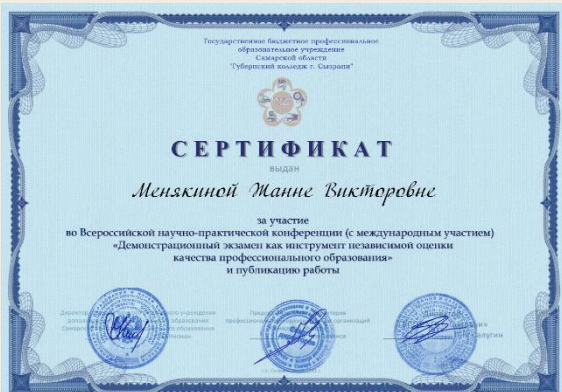 Государственное бюджетное профессиональное
образовательное учреждение
Самарской области
"Губернский колледж г. Сызрани"
СЕРТИФИКАТ
выдан
Менякиной Жанне Викторовне
за участие
во Всероссийской научно-практической конференции (с международным участием)
«Демонстрационный экзамен как инструмент независимой оценки
качества профессионального образования»
и публикацию работы